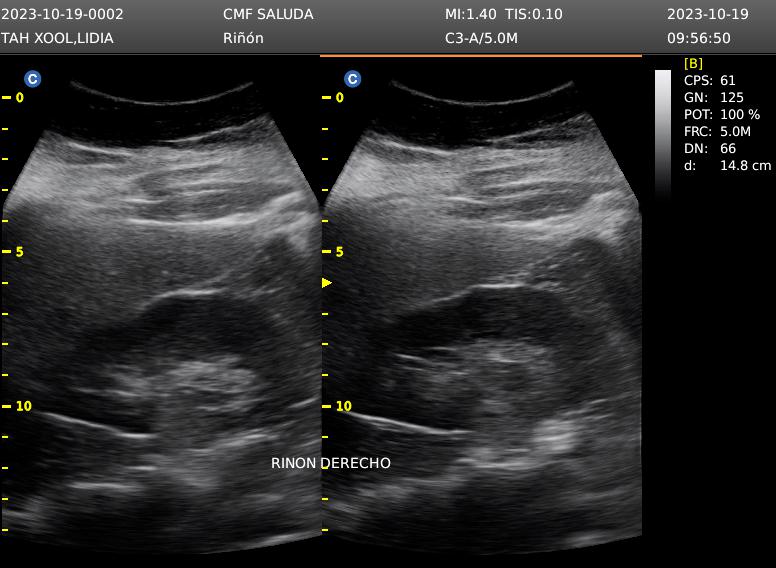 2023-10-19-0002 CMF SALUDA MI:1.40 TIS:0.10 2023-10-19
TAH XOOL,LIDIA Riñón C3-A/5.0M 09:56:50
C C [B]
0 0 CPS: 61
GN: 125
POT: 100 %
FRC: 5.0M
DN: 66
d: 14.8 cm
5 5
10 10
RINON DERECHO